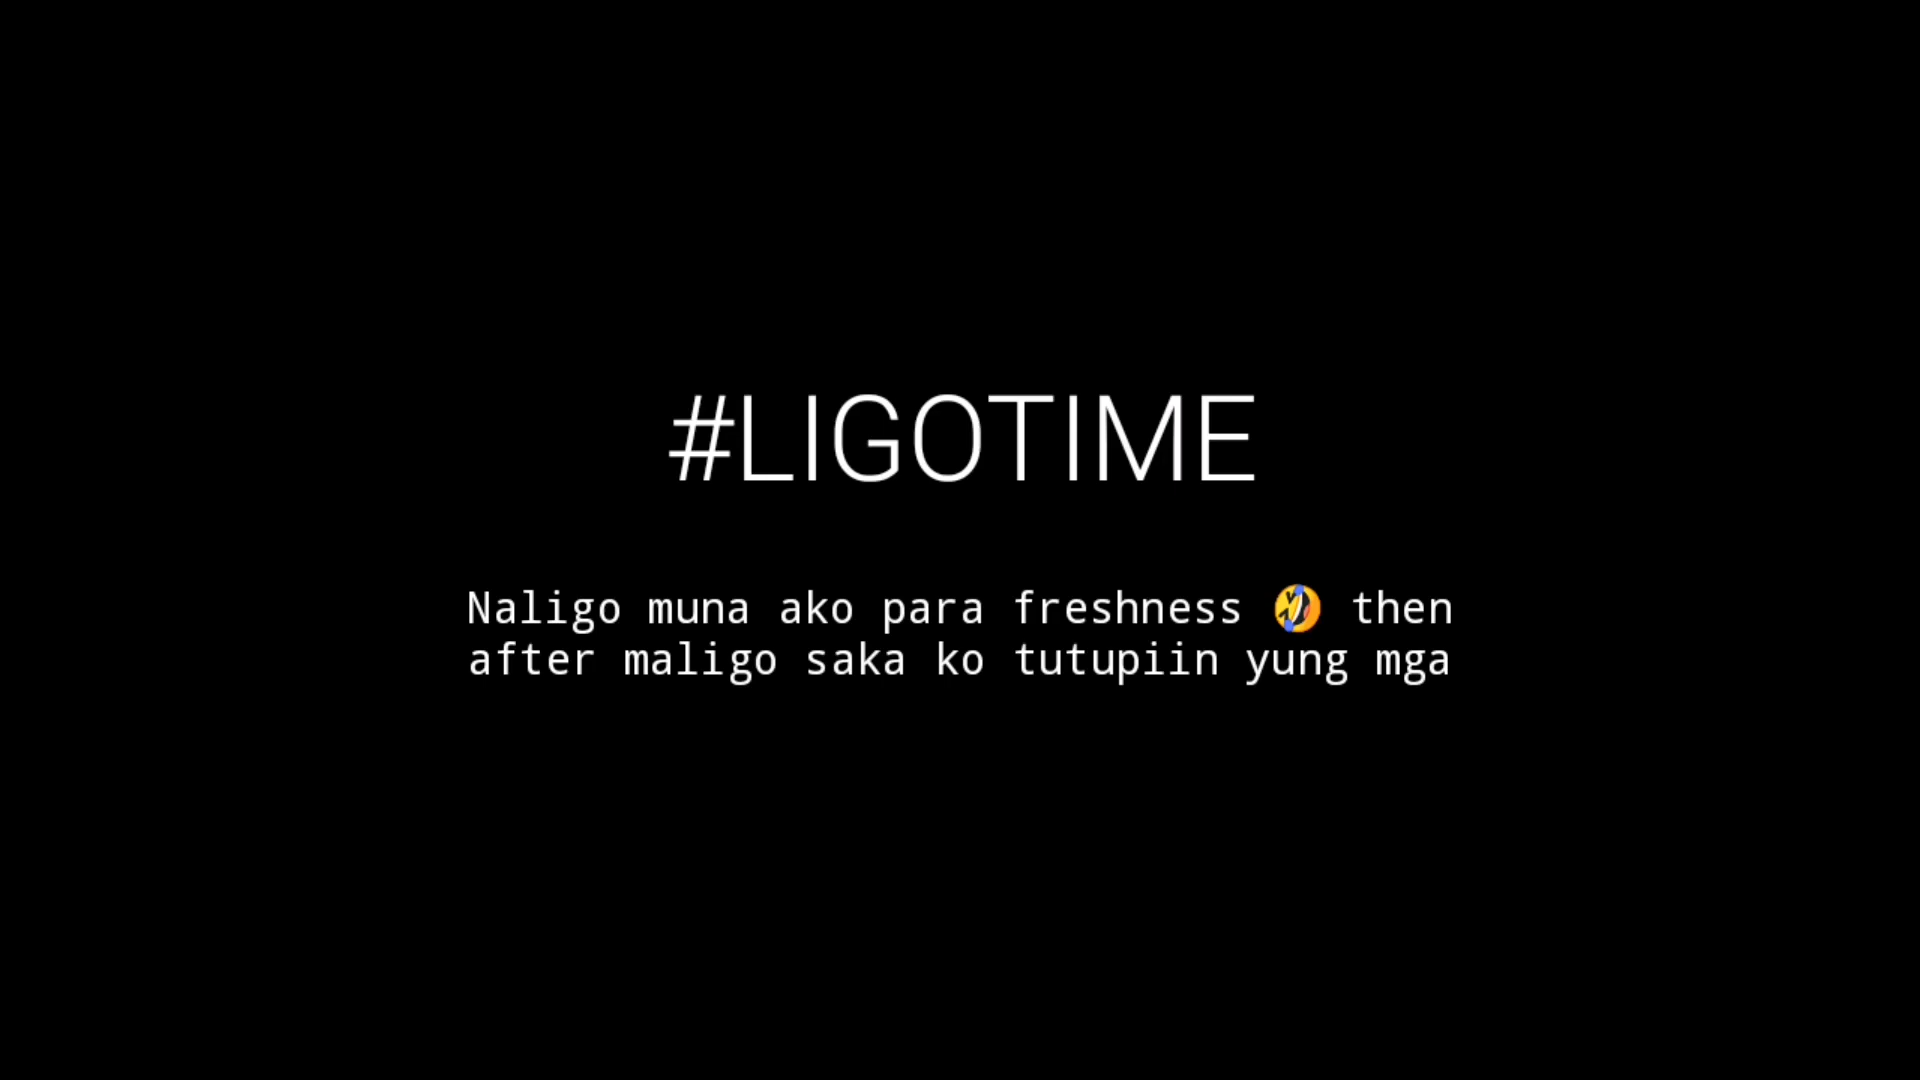 #LIGOTIME
Naligo muna ako para freshness 🤣 then
after maligo saka ko tutupiin yung mga